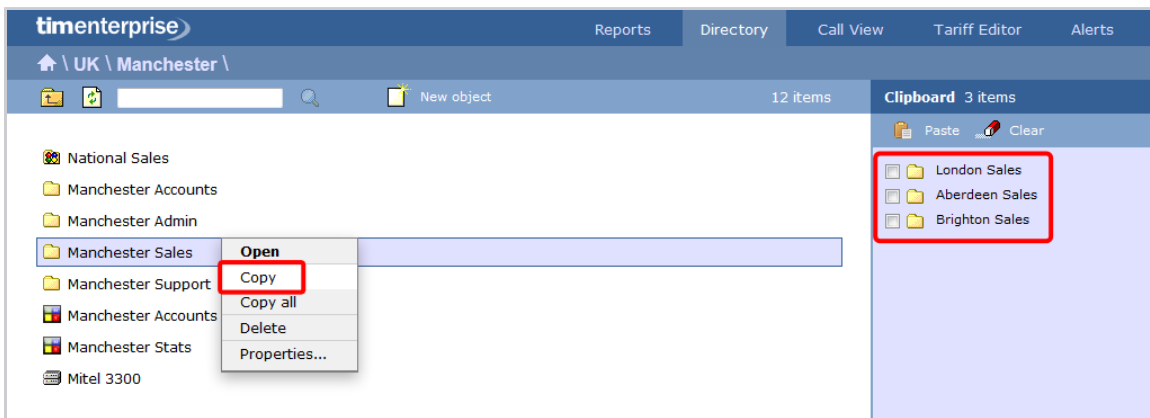 timenterprise
Reports Directory Call View Tariff Editor Alerts
\ UK \ Manchester \
New object 12 items
Clipboard 3 items
Paste Clear
National Sales
Manchester Accounts
Manchester Admin
Manchester Sales
Manchester Support
Manchester Accounts
Manchester Stats
Mitel 3300
Open
Copy
Copy all
Delete
Properties...
London Sales
Aberdeen Sales
Brighton Sales